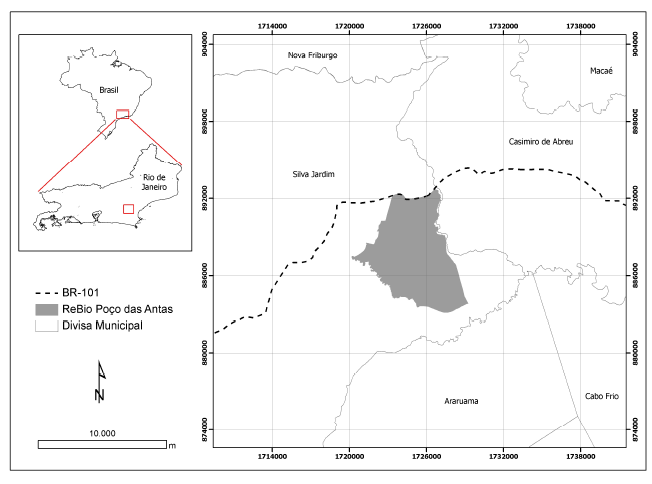 1714000 1720000 1726000 1732000 1738000
904000 904000
Nova Friburgo
Macaé
Brasil
898000 898000
Casimiro de Abreu
Silva Jardim
Rio de
Janeiro
892000 892000
886000 886000
BR-101
ReBio Poço das Antas
Divisa Municipal
880000 880000
N
Araruama
Cabo Frio
10.000
m
874000 874000
1714000 1720000 1726000 1732000 1738000